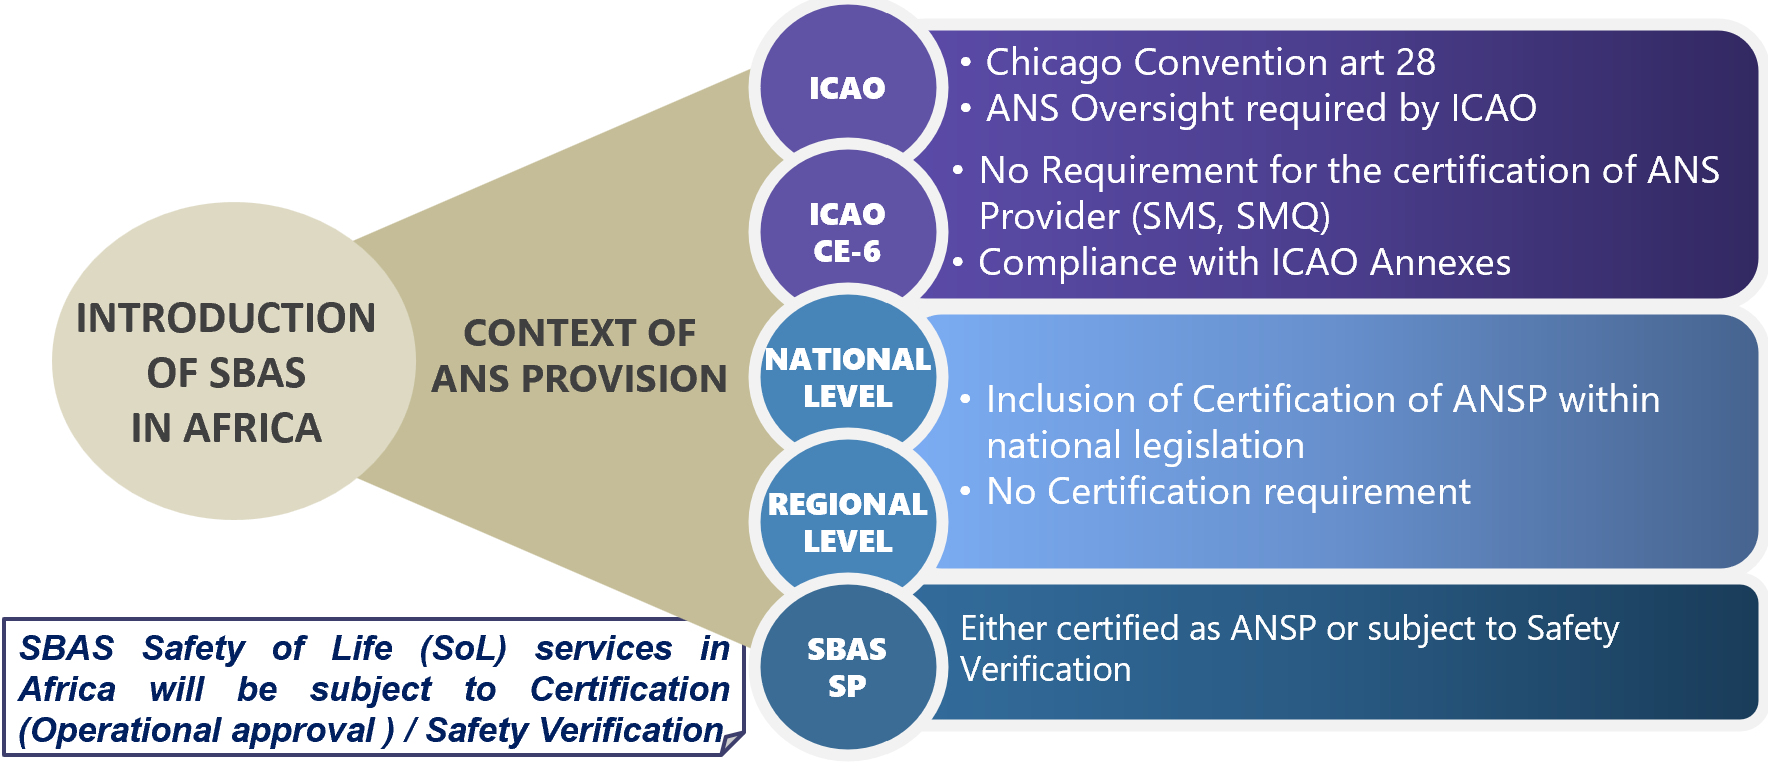 INTRODUCTION
OF SBAS
IN AFRICA
CONTEXT OF
ANS PROVISION
ICAO
• Chicago Convention art 28
• ANS Oversight required by ICAO
ICAO
CE-6
• No Requirement for the certification of ANS
Provider (SMS, SMQ)
• Compliance with ICAO Annexes
NATIONAL
LEVEL
REGIONAL
LEVEL
• Inclusion of Certification of ANSP within
national legislation
• No Certification requirement
SBAS
SP
Either certified as ANSP or subject to Safety
Verification
SBAS Safety of Life (SoL) services in
Africa will be subject to Certification
(Operational approval ) / Safety Verification